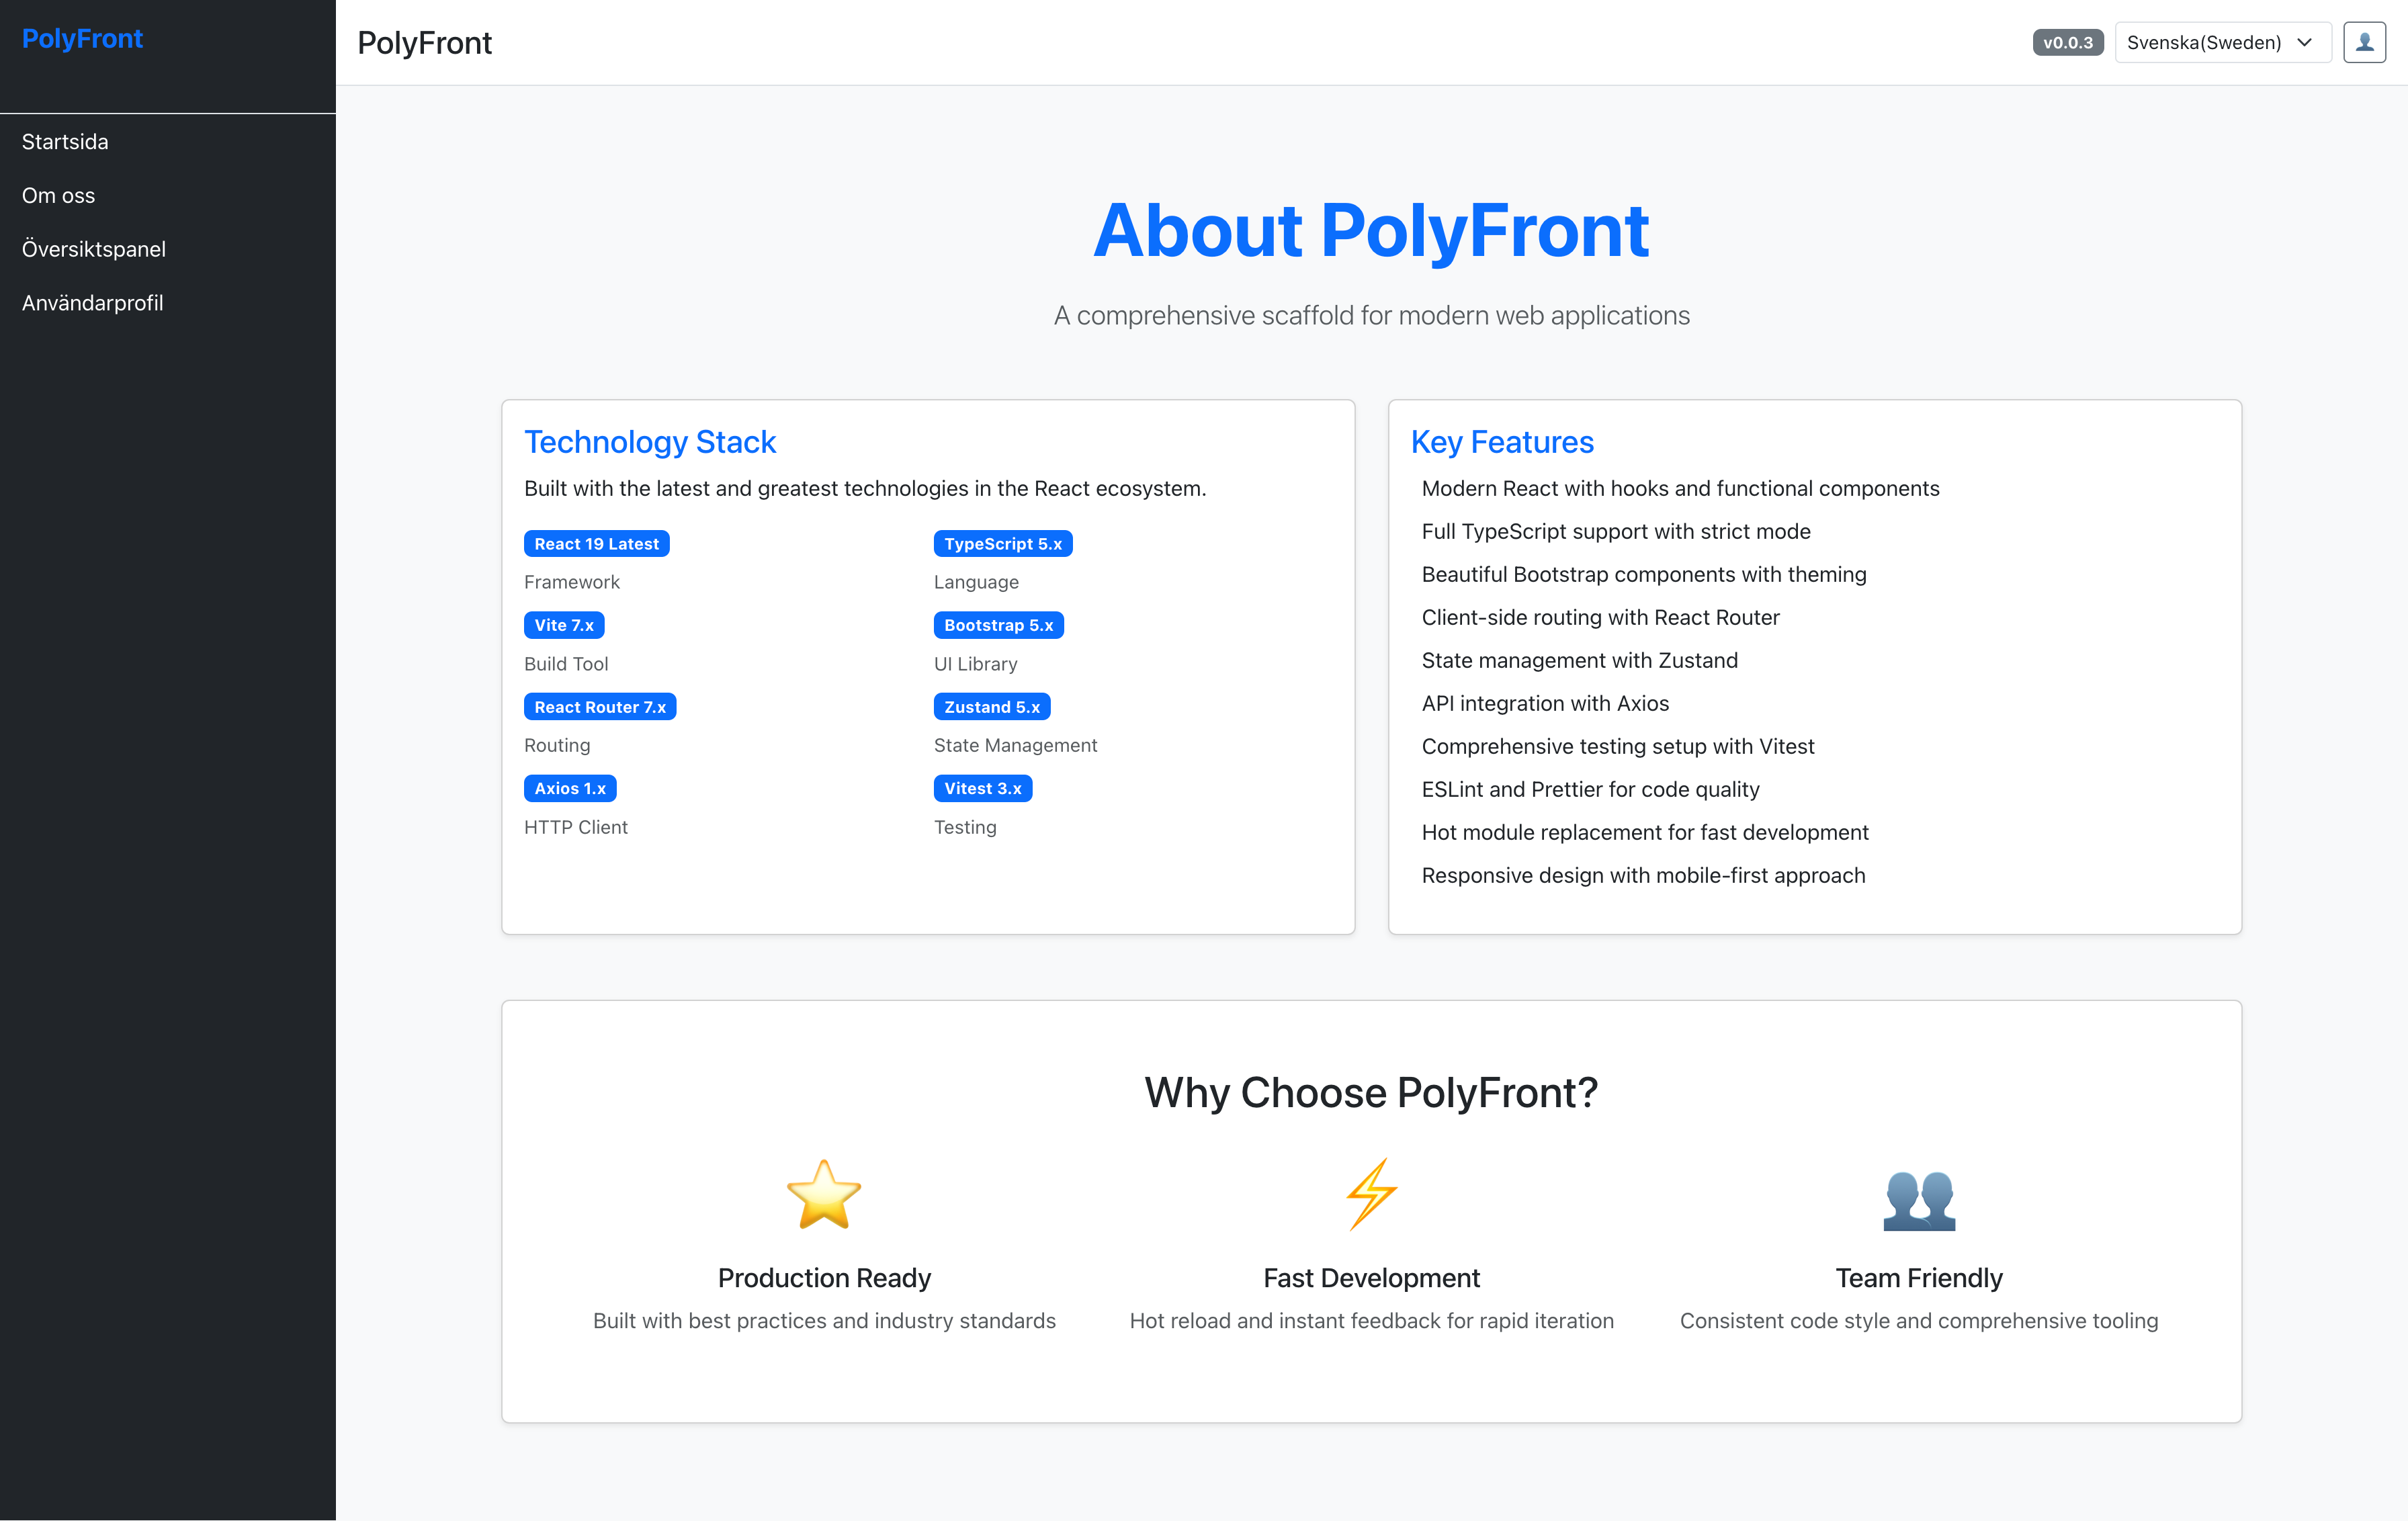 PolyFront
Startsida
Om oss
Översiktspanel
Användarprofil
PolyFront
v0.0.3
Svenska(Sweden)
About PolyFront
A comprehensive scaffold for modern web applications
Technology Stack
Built with the latest and greatest technologies in the React ecosystem.
React 19 Latest
Framework
TypeScript 5.x
Language
Vite 7.x
Build Tool
Bootstrap 5.x
UI Library
React Router 7.x
Routing
Zustand 5.x
State Management
Axios 1.x
HTTP Client
Vitest 3.x
Testing
Key Features
Modern React with hooks and functional components
Full TypeScript support with strict mode
Beautiful Bootstrap components with theming
Client-side routing with React Router
State management with Zustand
API integration with Axios
Comprehensive testing setup with Vitest
ESLint and Prettier for code quality
Hot module replacement for fast development
Responsive design with mobile-first approach
Why Choose PolyFront?
Production Ready
Built with best practices and industry standards
Fast Development
Hot reload and instant feedback for rapid iteration
Team Friendly
Consistent code style and comprehensive tooling